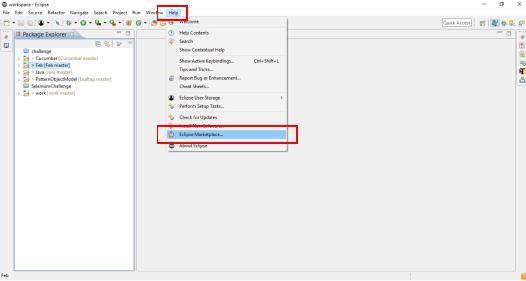 workspace - Eclipse
File Edit Source Refactor Navigate Search Project Run Window Help
Quick Access
Package Explorer
challenge
> Cucumber [Cucumber master]
> Feb [Feb master]
> Java [Java master]
> PatternObjectModel [Leaftap master]
SeleniumChallenge
> work [work master]
Welcome
Help Contents
Search
Show Contextual Help
Show Active Keybindings... Ctrl+Shift+L
Tips and Tricks...
Report Bug or Enhancement...
Cheat Sheets...
Eclipse User Storage
Perform Setup Tasks...
Check for Updates
Install New Software...
Eclipse Marketplace...
About Eclipse
Feb